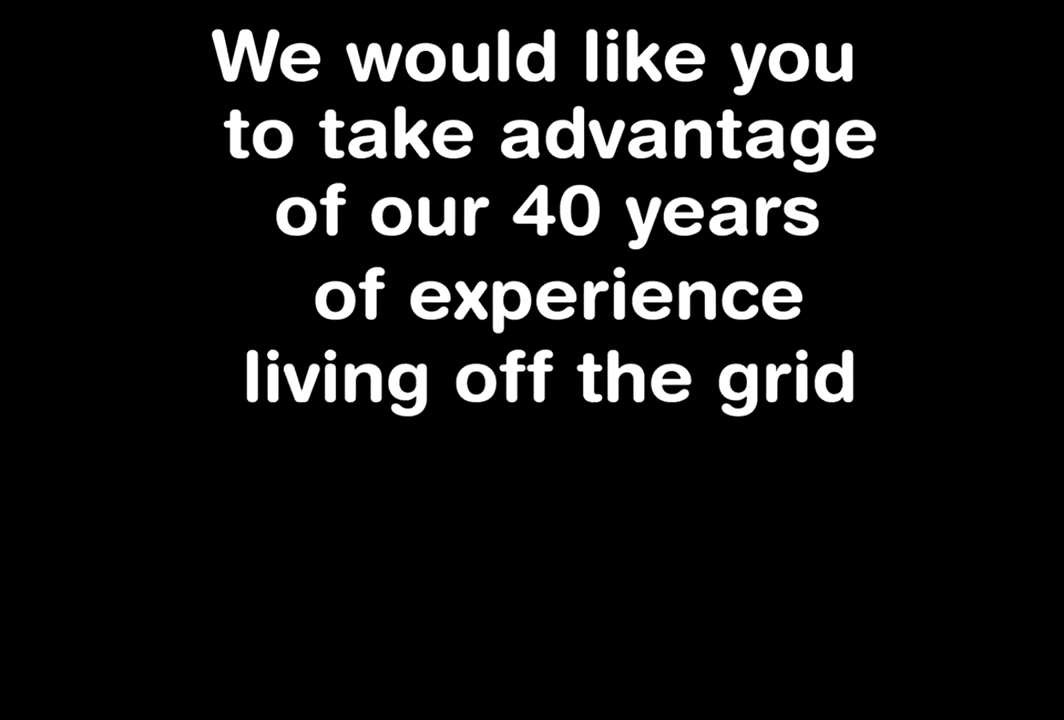 We would like you
to take advantage
of our 40 years
of experience
living off the grid